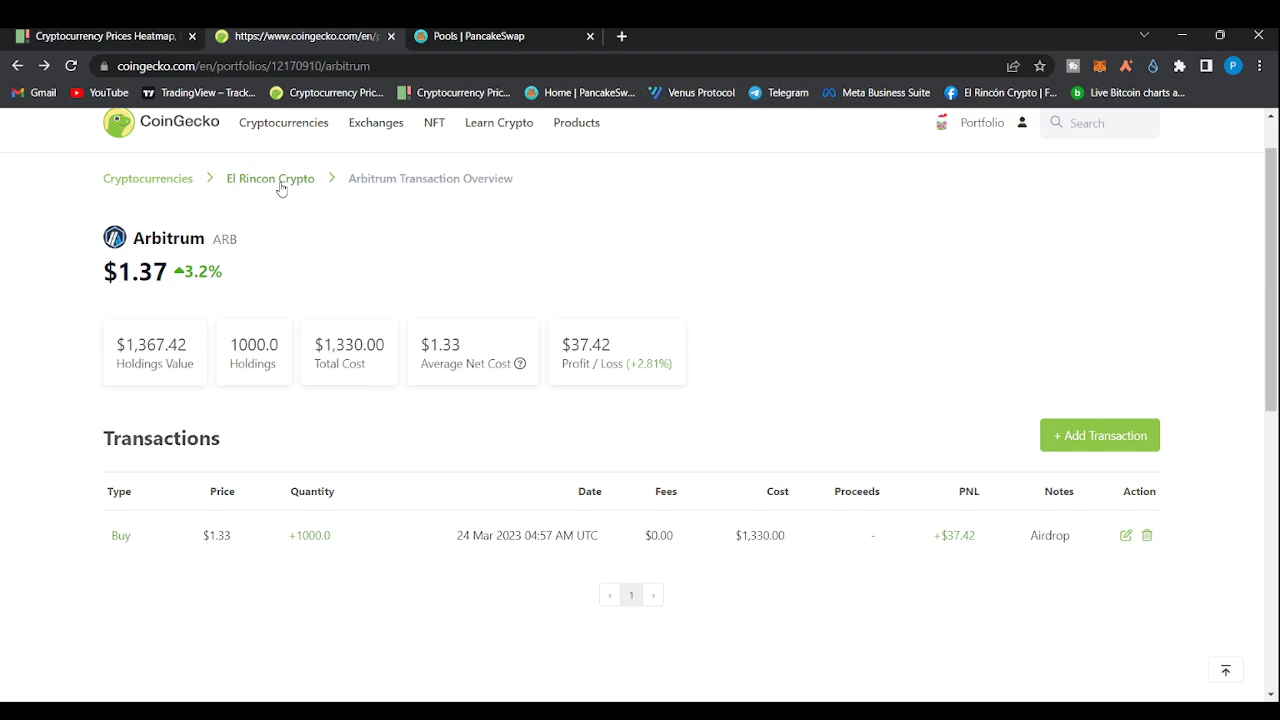 Cryptocurrency Prices Heatmap, https://www.coingecko.com/en/p Pools | PancakeSwap
coingecko.com/en/portfolios/12170910/arbitrum P
Gmail YouTube TradingView – Track... Cryptocurrency Pric... Cryptocurrency Pric... Home | PancakeSw... Venus Protocol Telegram Meta Business Suite El Rincón Crypto | F... Live Bitcoin charts a...
CoinGecko Cryptocurrencies Exchanges NFT Learn Crypto Products Portfolio Search
Cryptocurrencies > El Rincon Crypto > Arbitrum Transaction Overview
Arbitrum ARB
$1.37 3.2%
$1,367.42 1000.0 $1,330.00 $1.33 $37.42
Holdings Value Holdings Total Cost Average Net Cost Profit / Loss (+2.81%)
Transactions + Add Transaction
Type Price Quantity Date Fees Cost Proceeds PNL Notes Action
Buy $1.33 +1000.0 24 Mar 2023 04:57 AM UTC $0.00 $1,330.00 - +$37.42 Airdrop
‹ 1 ›